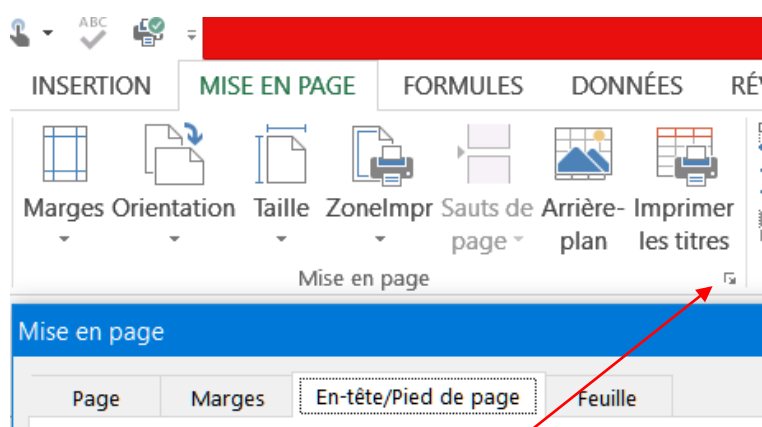 ABC
INSERTION MISE EN PAGE FORMULES DONNÉES RÉV
Marges Orientation Taille ZoneImpr Sauts de Arrière- Imprimer
page plan les titres
Mise en page
Mise en page
Page Marges En-tête/Pied de page Feuille